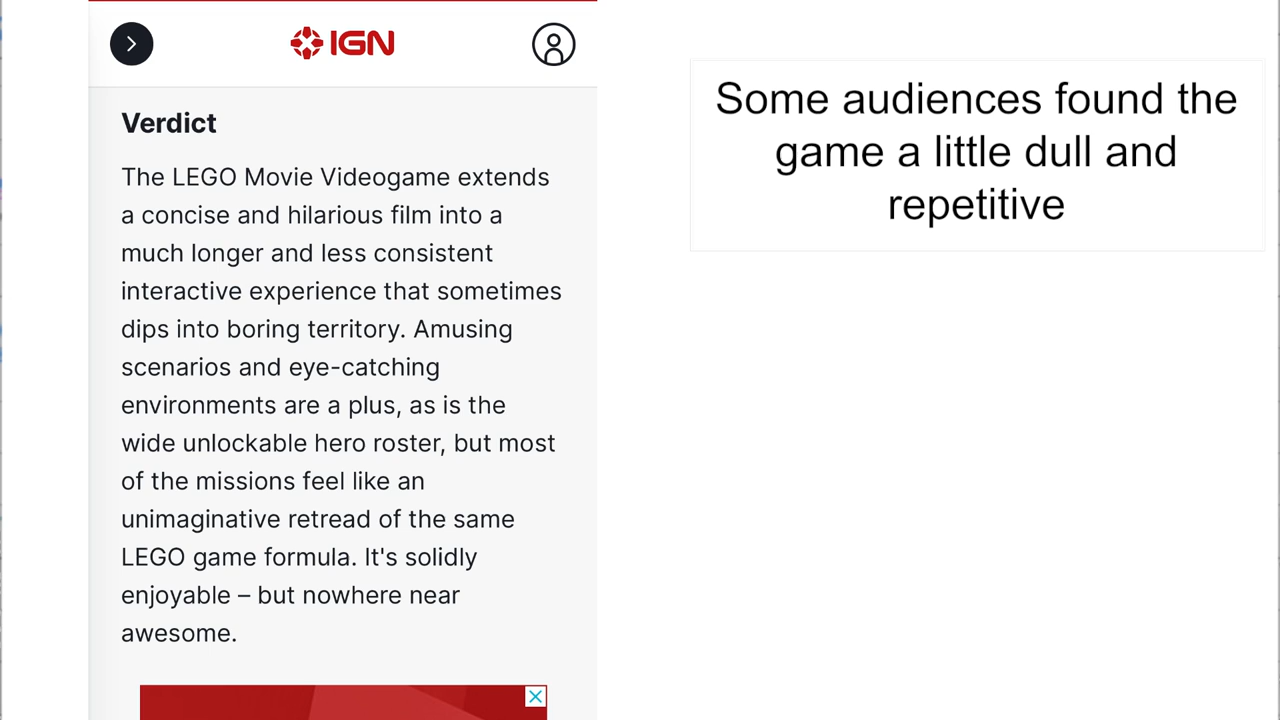 IGN
Verdict
The LEGO Movie Videogame extends
a concise and hilarious film into a
much longer and less consistent
interactive experience that sometimes
dips into boring territory. Amusing
scenarios and eye-catching
environments are a plus, as is the
wide unlockable hero roster, but most
of the missions feel like an
unimaginative retread of the same
LEGO game formula. It's solidly
enjoyable – but nowhere near
awesome.
Some audiences found the
game a little dull and
repetitive